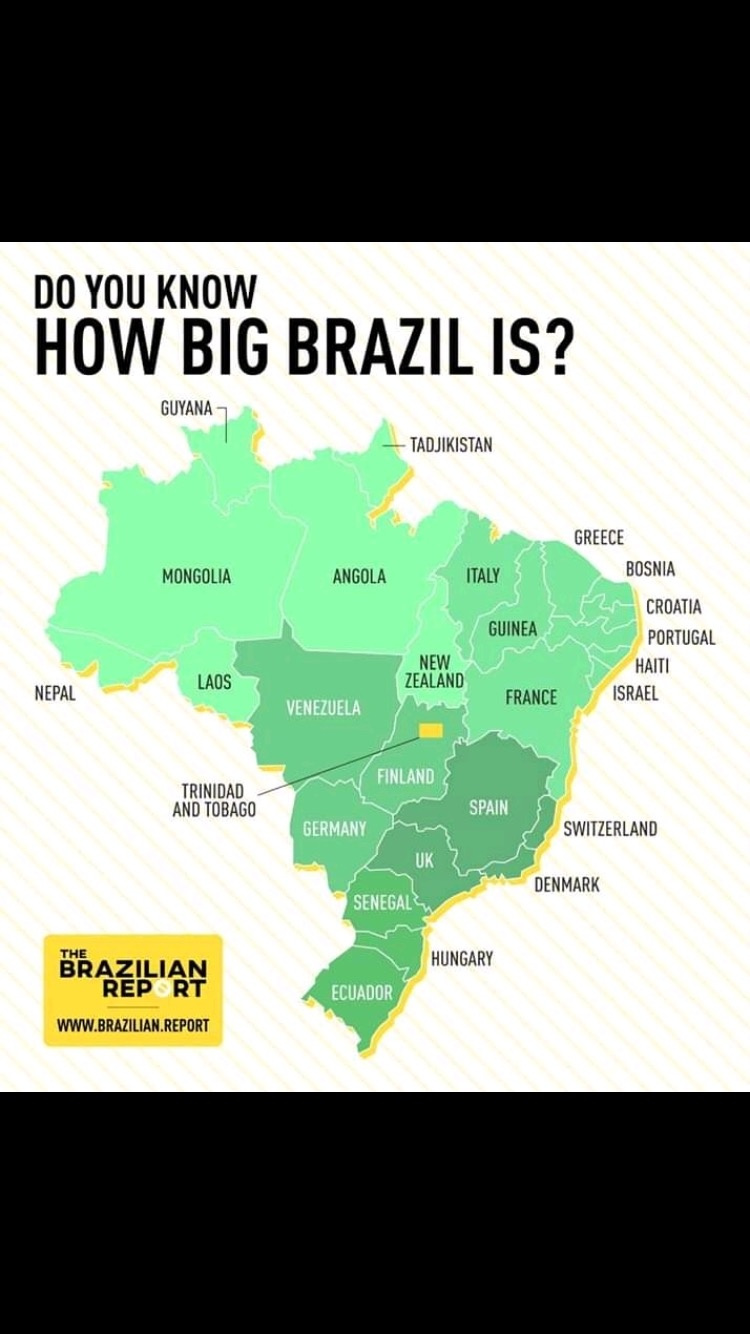 DO YOU KNOW
HOW BIG BRAZIL IS?
GUYANA
TADJIKISTAN
GREECE
MONGOLIA
ANGOLA
ITALY
BOSNIA
CROATIA
GUINEA
PORTUGAL
HAITI
NEPAL
LAOS
NEW
ZEALAND
FRANCE
ISRAEL
VENEZUELA
TRINIDAD
AND TOBAGO
FINLAND
SPAIN
GERMANY
SWITZERLAND
UK
DENMARK
SENEGAL
HUNGARY
ECUADOR
THE
BRAZILIAN
REPORT
WWW.BRAZILIAN.REPORT